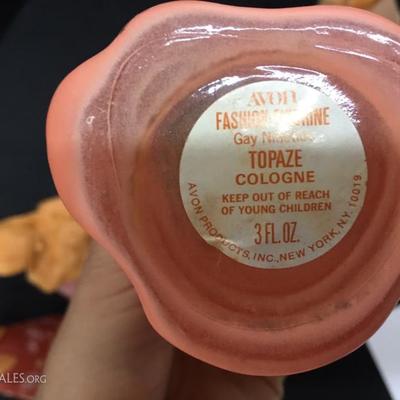 AVON
FASHION FIGURINE
Gay Nineties
TOPAZE
COLOGNE
KEEP OUT OF REACH
OF YOUNG CHILDREN
3 FL. OZ.
AVON PRODUCTS, INC., NEW YORK, N.Y. 10019
ALES.ORG